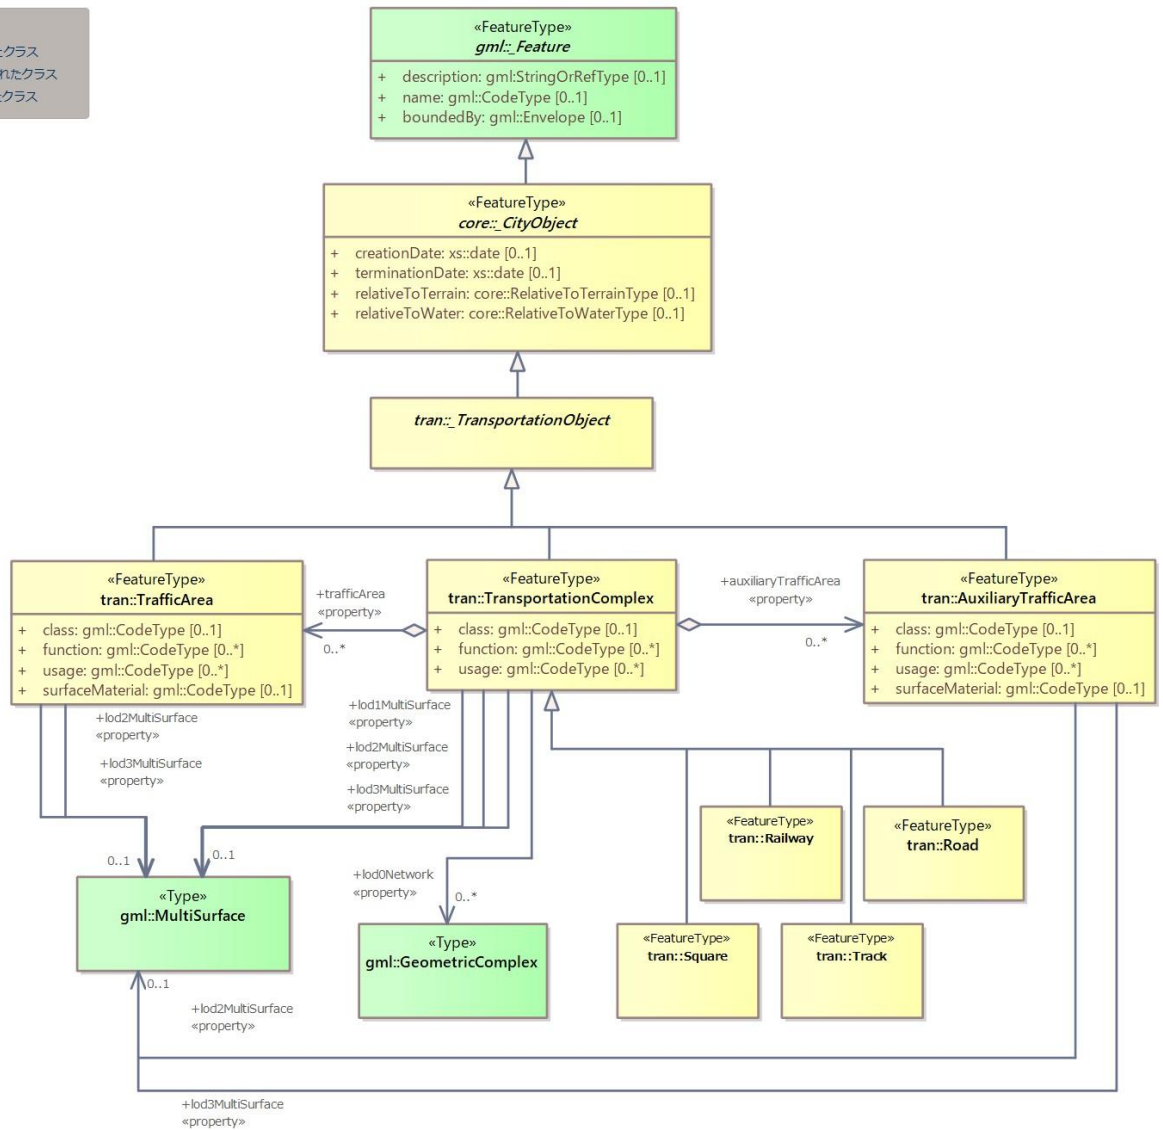 クラス
れたクラス
クラス
«FeatureType»
gml::_Feature
+ description: gml:StringOrRefType [0..1]
+ name: gml::CodeType [0..1]
+ boundedBy: gml::Envelope [0..1]
«FeatureType»
core::_CityObject
+ creationDate: xs::date [0..1]
+ terminationDate: xs::date [0..1]
+ relativeToTerrain: core::RelativeToTerrainType [0..1]
+ relativeToWater: core::RelativeToWaterType [0..1]
tran::_TransportationObject
«FeatureType»
tran::TrafficArea
+ class: gml::CodeType [0..1]
+ function: gml::CodeType [0..*]
+ usage: gml::CodeType [0..*]
+ surfaceMaterial: gml::CodeType [0..1]
+trafficArea
«property»
0..*
«FeatureType»
tran::TransportationComplex
+ class: gml::CodeType [0..1]
+ function: gml::CodeType [0..*]
+ usage: gml::CodeType [0..*]
+auxiliaryTrafficArea
«property»
0..*
«FeatureType»
tran::AuxiliaryTrafficArea
+ class: gml::CodeType [0..1]
+ function: gml::CodeType [0..*]
+ usage: gml::CodeType [0..*]
+ surfaceMaterial: gml::CodeType [0..1]
+lod2MultiSurface
«property»
+lod3MultiSurface
«property»
+lod1MultiSurface
«property»
+lod2MultiSurface
«property»
+lod3MultiSurface
«property»
0..1
0..1
«Type»
gml::MultiSurface
+lod0Network
«property»
0..*
«Type»
gml::GeometricComplex
«FeatureType»
tran::Railway
«FeatureType»
tran::Road
«FeatureType»
tran::Square
«FeatureType»
tran::Track
0..1
+lod2MultiSurface
«property»
+lod3MultiSurface
«property»